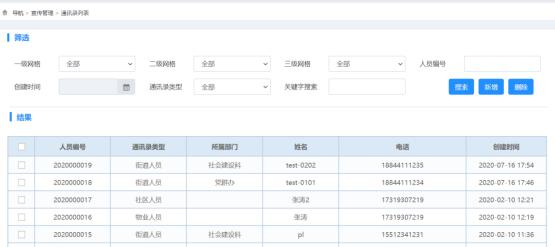 导航 > 宣传管理 > 通讯录列表
筛选
一级网格 全部 二级网格 全部 三级网格 全部 人员编号
创建时间 通讯录类型 全部 关键字搜索 搜索 新增 删除
结果
人员编号 通讯录类型 所属部门 姓名 电话 创建时间
2020000019 街道人员 社会建设科 test-0202 18844111235 2020-07-16 17:54
2020000018 街道人员 党群办 test-0101 18844111234 2020-07-16 17:46
2020000017 社区人员 张涛2 17319307219 2020-02-10 12:21
2020000016 物业人员 张涛 17319307219 2020-02-10 12:19
2020000015 街道人员 社会建设科 pl 15512341231 2020-02-10 11:36